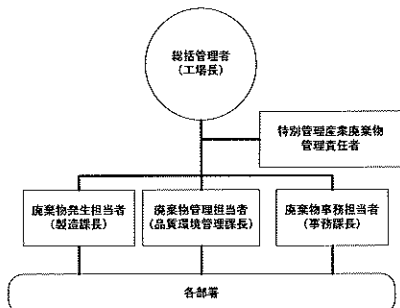 総括管理者
(工場長)
特別管理産業廃棄物
管理責任者
廃棄物発生担当者
(製造課長)
廃棄物管理担当者
(品質環境管理課長)
廃棄物事務担当者
(事務課長)
各部署